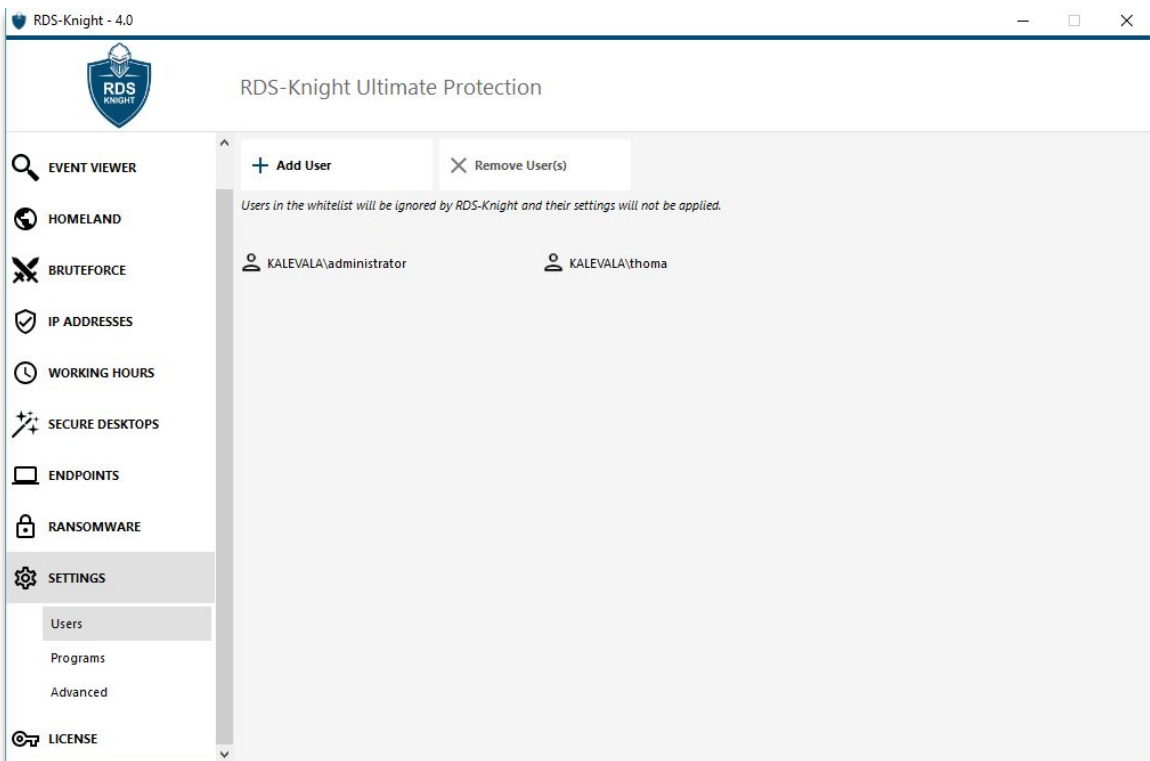 RDS-Knight - 4.0
RDS
KNIGHT
RDS-Knight Ultimate Protection
EVENT VIEWER
HOMELAND
BRUTEFORCE
IP ADDRESSES
WORKING HOURS
SECURE DESKTOPS
ENDPOINTS
RANSOMWARE
SETTINGS
Users
Programs
Advanced
LICENSE
Add User
Remove User(s)
Users in the whitelist will be ignored by RDS-Knight and their settings will not be applied.
KALEVALA\administrator
KALEVALA\thoma